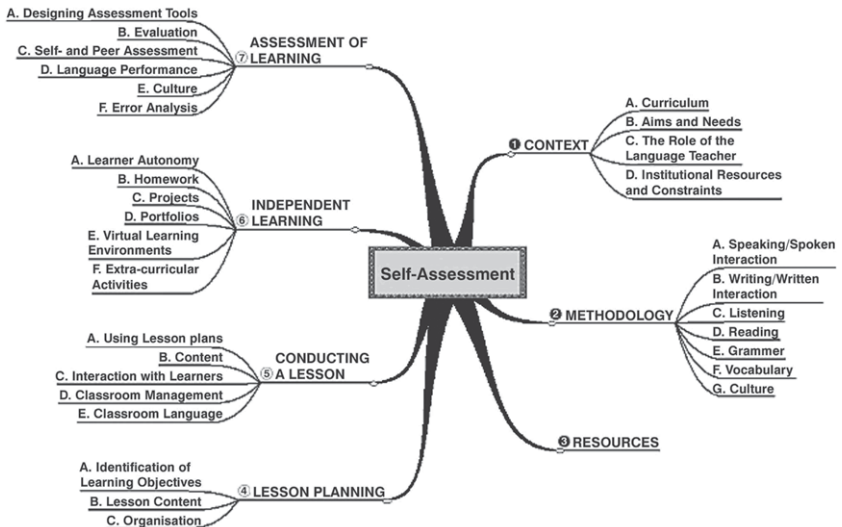 Self-Assessment
❶ CONTEXT
A. Curriculum
B. Aims and Needs
C. The Role of the
Language Teacher
D. Institutional Resources
and Constraints
❷ METHODOLOGY
A. Speaking/Spoken
Interaction
B. Writing/Written
Interaction
C. Listening
D. Reading
E. Grammer
F. Vocabulary
G. Culture
❸ RESOURCES
④ LESSON PLANNING
A. Identification of
Learning Objectives
B. Lesson Content
C. Organisation
⑤ CONDUCTING
A LESSON
A. Using Lesson plans
B. Content
C. Interaction with Learners
D. Classroom Management
E. Classroom Language
⑥ INDEPENDENT
LEARNING
A. Learner Autonomy
B. Homework
C. Projects
D. Portfolios
E. Virtual Learning
Environments
F. Extra-curricular
Activities
⑦ ASSESSMENT OF
LEARNING
A. Designing Assessment Tools
B. Evaluation
C. Self- and Peer Assessment
D. Language Performance
E. Culture
F. Error Analysis